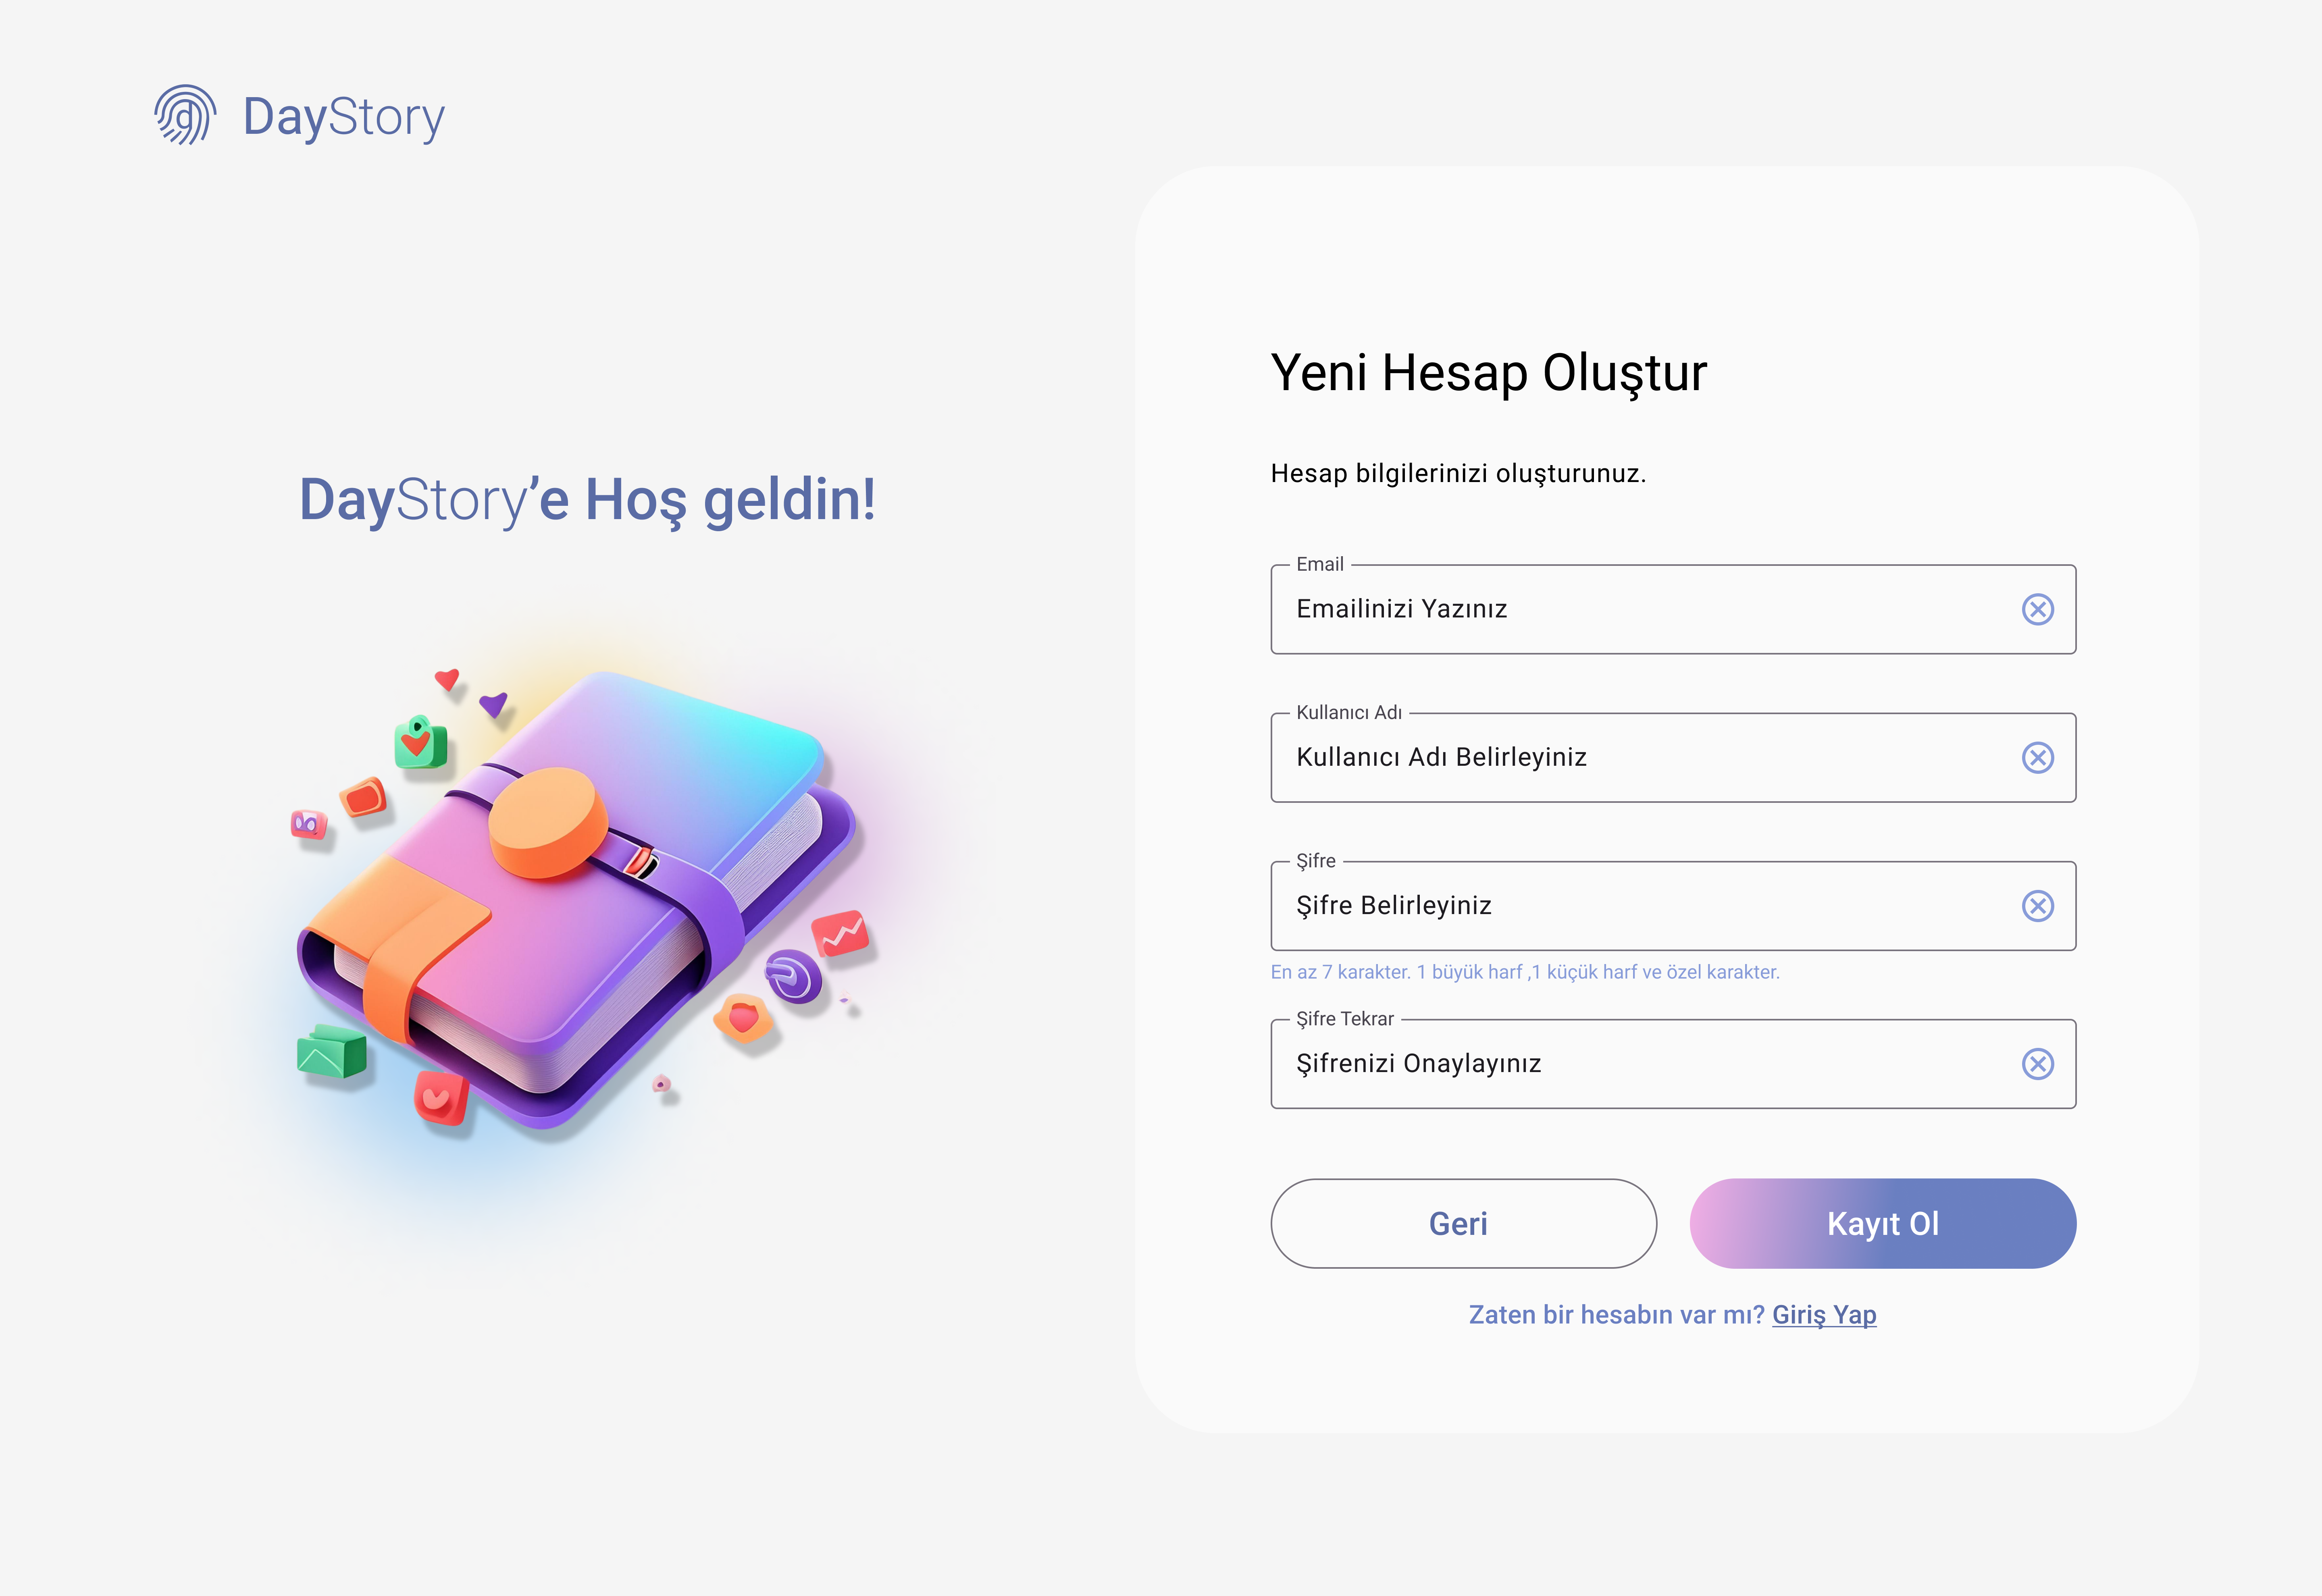 DayStory
DayStory’e Hoş geldin!
Yeni Hesap Oluştur
Hesap bilgilerinizi oluşturunuz.
Email
Emailinizi Yazınız
Kullanıcı Adı
Kullanıcı Adı Belirleyiniz
Şifre
Şifre Belirleyiniz
En az 7 karakter. 1 büyük harf ,1 küçük harf ve özel karakter.
Şifre Tekrar
Şifrenizi Onaylayınız
Geri
Kayıt Ol
Zaten bir hesabın var mı? Giriş Yap